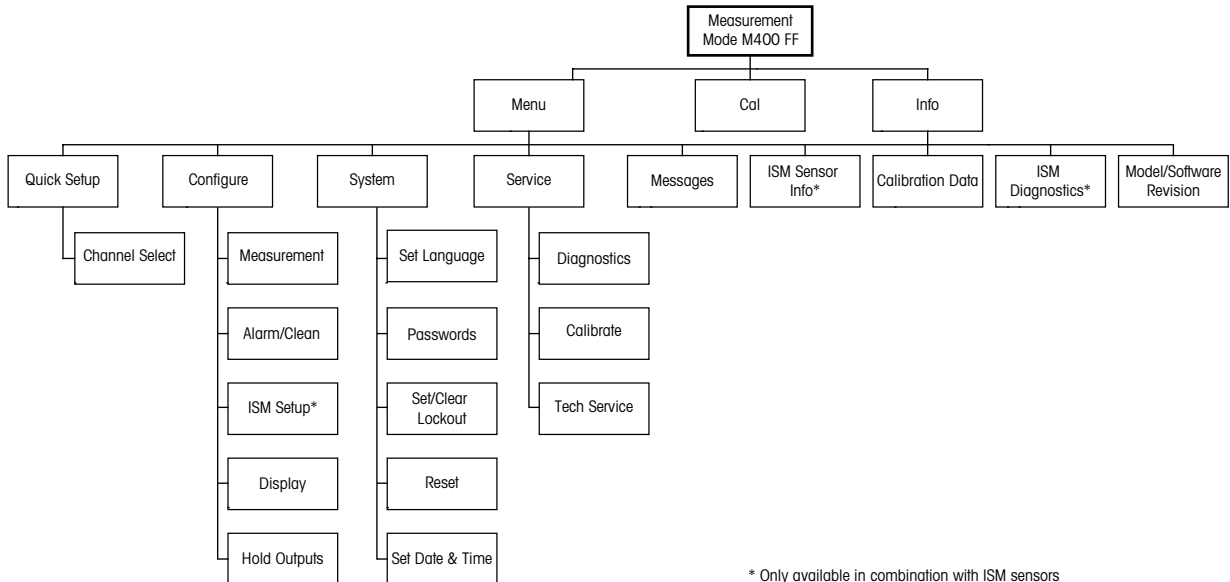 Measurement
Mode M400 FF
Menu
Cal
Info
Quick Setup
Configure
System
Service
Messages
ISM Sensor
Info*
Calibration Data
ISM
Diagnostics*
Model/Software
Revision
Channel Select
Measurement
Set Language
Diagnostics
Alarm/Clean
Passwords
Calibrate
ISM Setup*
Set/Clear
Lockout
Tech Service
Display
Reset
Hold Outputs
Set Date & Time
* Only available in combination with ISM sensors